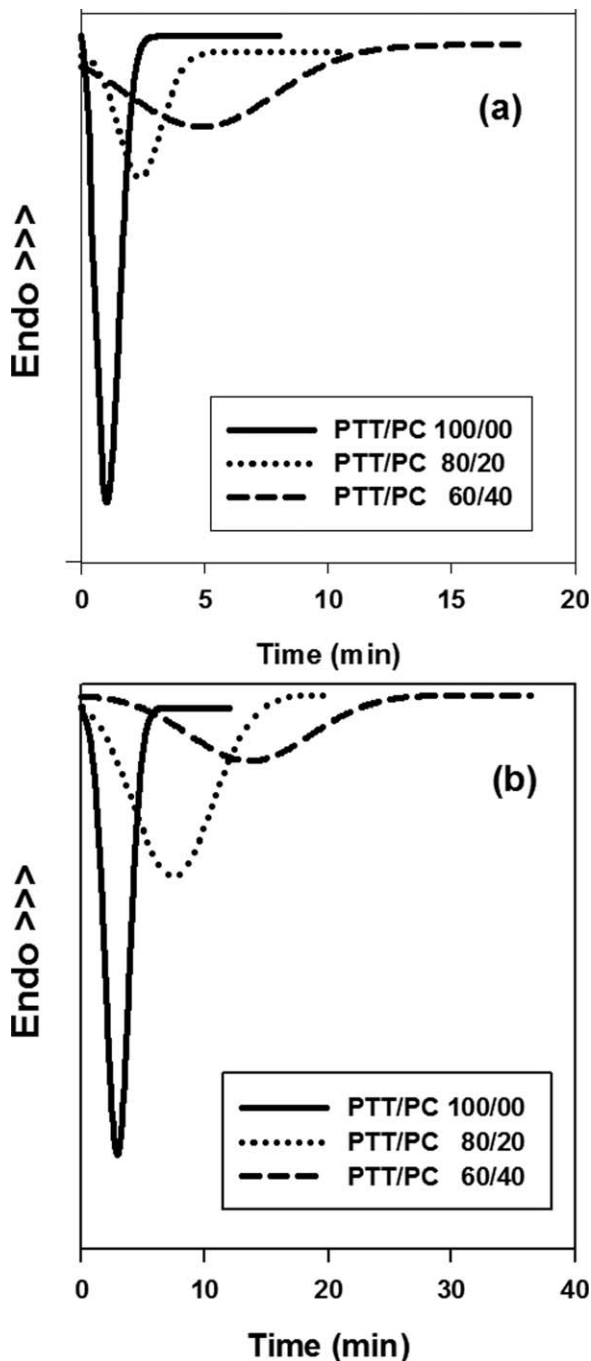 (a)
Endo >>>
PTT/PC 100/00
PTT/PC 80/20
PTT/PC 60/40
0 5 10 15 20
Time (min)
(b)
Endo >>>
PTT/PC 100/00
PTT/PC 80/20
PTT/PC 60/40
0 10 20 30 40
Time (min)